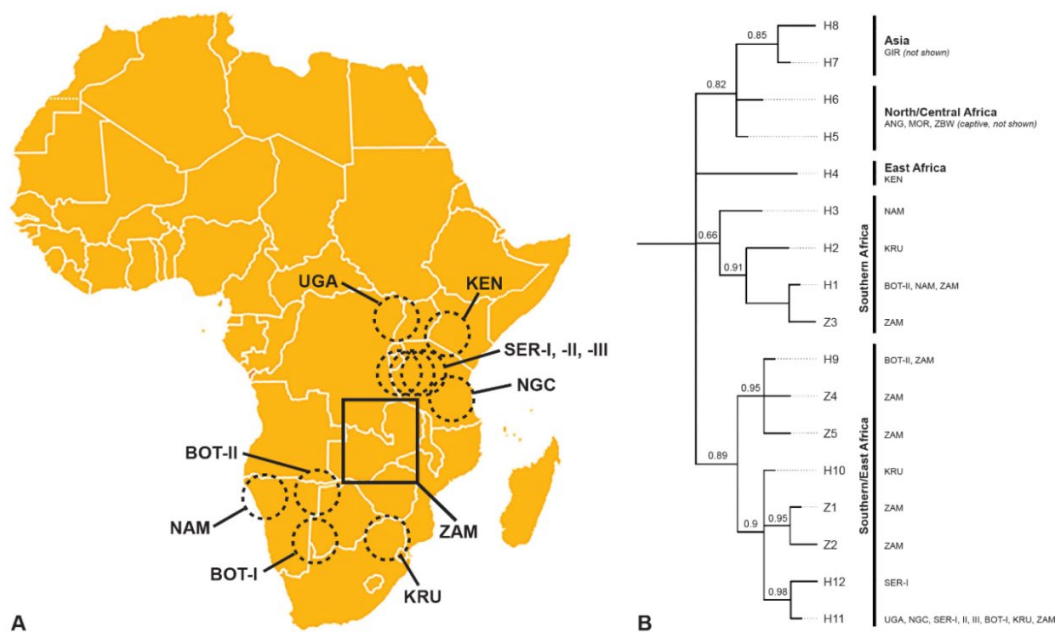 UGA
KEN
SER-I, -II, -III
NGC
BOT-II
NAM
ZAM
BOT-I
KRU
A
0.85
H8
H7
Asia
GIR (not shown)
0.82
H6
H5
North/Central Africa
ANG, MOR, ZBW (captive, not shown)
H4
East Africa
KEN
0.66
H3
NAM
0.91
H2
KRU
H1
BOT-II, NAM, ZAM
Z3
ZAM
Southern Africa
0.89
0.95
H9
BOT-II, ZAM
Z4
ZAM
Z5
ZAM
0.9
H10
KRU
0.95
Z1
ZAM
Z2
ZAM
0.98
H12
SER-I
H11
UGA, NGC, SER-I, II, III, BOT-I, KRU, ZAM
Southern/East Africa
B